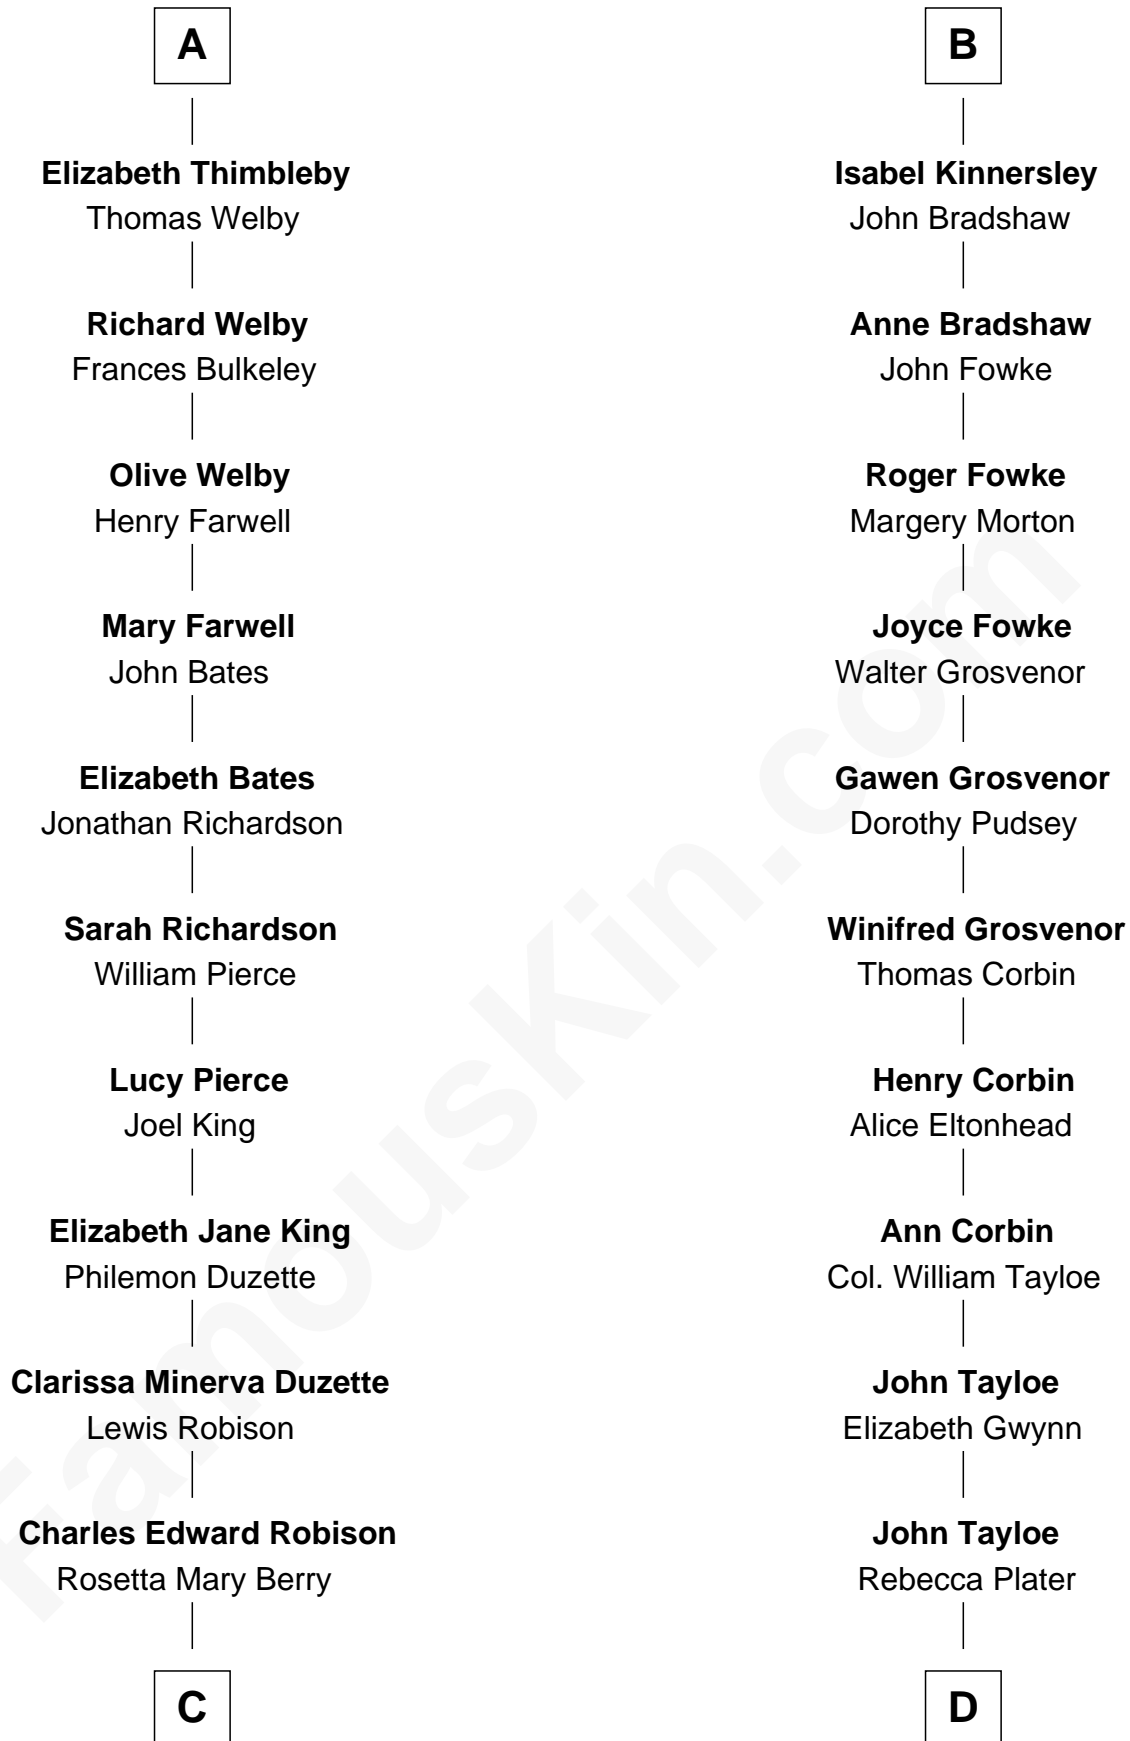 A
Elizabeth Thimbleby
Thomas Welby
Richard Welby
Frances Bulkeley
Olive Welby
Henry Farwell
Mary Farwell
John Bates
Elizabeth Bates
Jonathan Richardson
Sarah Richardson
William Pierce
Lucy Pierce
Joel King
Elizabeth Jane King
Philemon Duzette
Clarissa Minerva Duzette
Lewis Robison
Charles Edward Robison
Rosetta Mary Berry
C
B
Isabel Kinnersley
John Bradshaw
Anne Bradshaw
John Fowke
Roger Fowke
Margery Morton
Joyce Fowke
Walter Grosvenor
Gawen Grosvenor
Dorothy Pudsey
Winifred Grosvenor
Thomas Corbin
Henry Corbin
Alice Eltonhead
Ann Corbin
Col. William Tayloe
John Tayloe
Elizabeth Gwynn
John Tayloe
Rebecca Plater
D
FamousKin.com